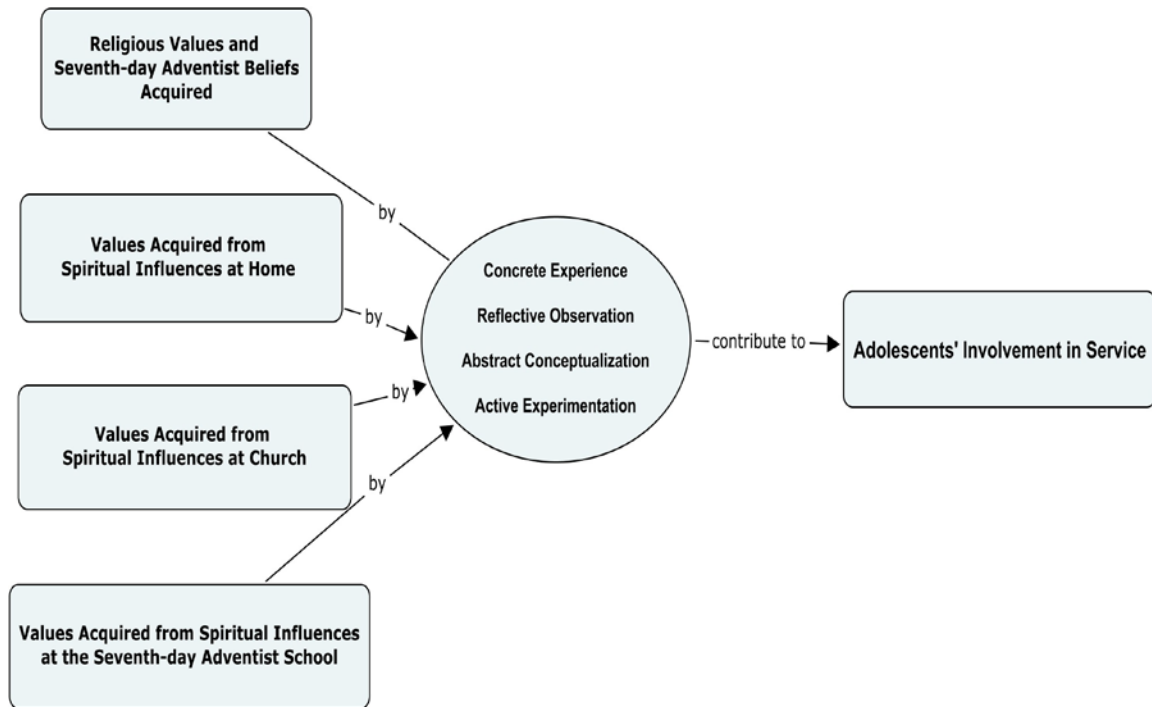 Religious Values and
Seventh-day Adventist Beliefs
Acquired
by
Values Acquired from
Spiritual Influences at Home
by
Values Acquired from
Spiritual Influences at Church
by
Values Acquired from Spiritual Influences
at the Seventh-day Adventist School
by
Concrete Experience
Reflective Observation
Abstract Conceptualization
Active Experimentation
contribute to
Adolescents' Involvement in Service